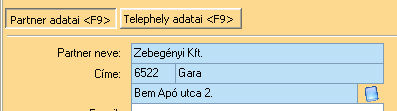 Partner adatai <F9> Telephely adatai <F9>
Partner neve: Zebegényi Kft.
Címe: 6522 Gara
Bem Apó utca 2.